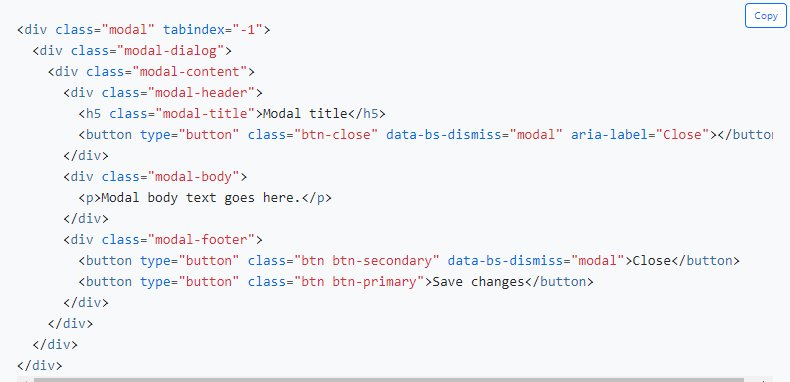 Copy
<div class="modal" tabindex="-1">
  <div class="modal-dialog">
    <div class="modal-content">
      <div class="modal-header">
        <h5 class="modal-title">Modal title</h5>
        <button type="button" class="btn-close" data-bs-dismiss="modal" aria-label="Close"></button
      </div>
      <div class="modal-body">
        <p>Modal body text goes here.</p>
      </div>
      <div class="modal-footer">
        <button type="button" class="btn btn-secondary" data-bs-dismiss="modal">Close</button>
        <button type="button" class="btn btn-primary">Save changes</button>
      </div>
    </div>
  </div>
</div>